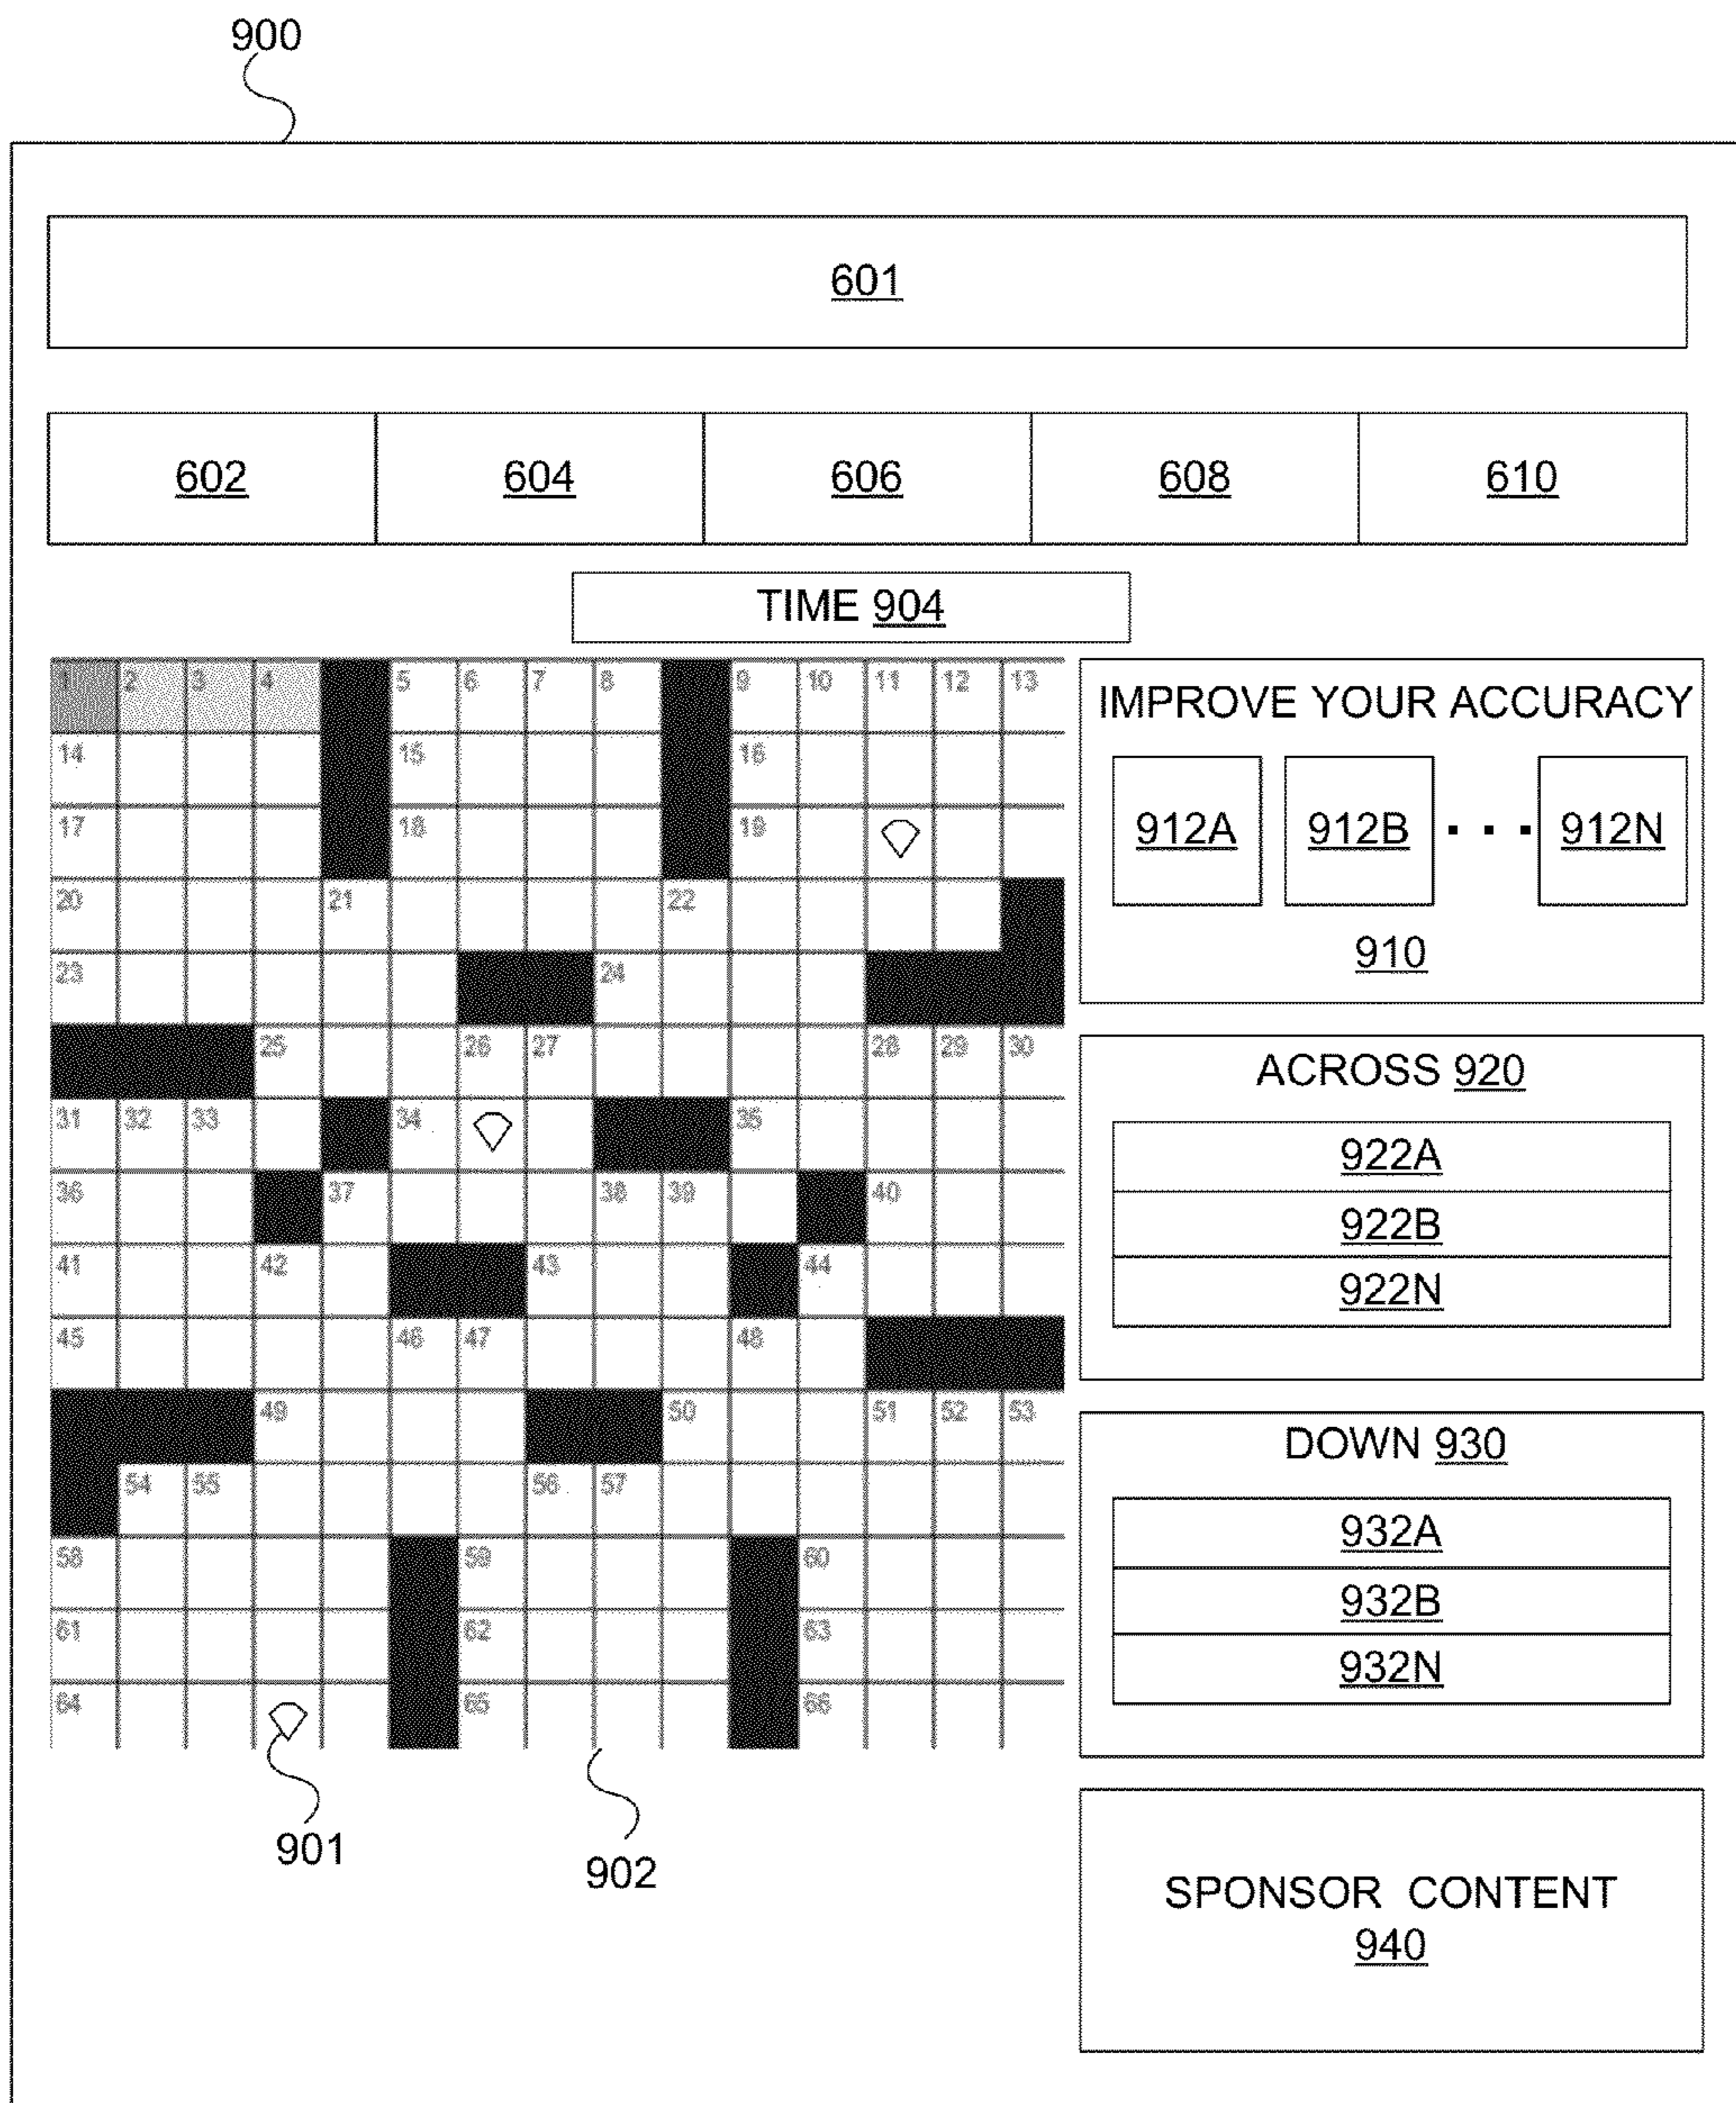 900
601
602 604 606 608 610
TIME 904
1 2 3 4 5 6 7 8 9 10 11 12 13
14 15 16
17 18 19
20 21 22
23 24
25 26 27 28 29 30
31 32 33 34 35
36 37 38 39 40
41 42 43 44
45 46 47 48
49 50 51 52 53
54 55 56 57
58 59 60
61 62 63
64 65 66
901
902
IMPROVE YOUR ACCURACY
912A 912B . . . 912N
910
ACROSS 920
922A
922B
922N
DOWN 930
932A
932B
932N
SPONSOR CONTENT
940